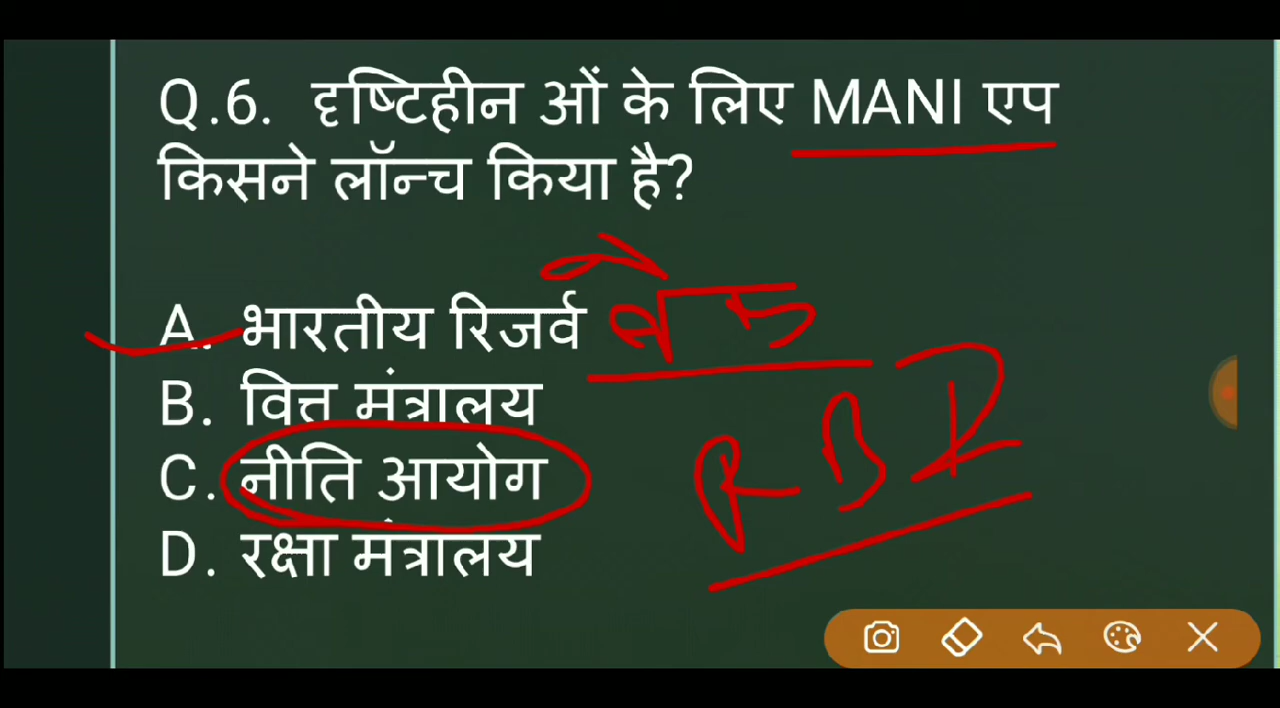 Q.6. दृष्टिहीन ओं के लिए MANI एप
किसने लॉन्च किया है?
A. भारतीय रिजर्व बैंक
B. वित्त मंत्रालय
C. नीति आयोग
RBI
D. रक्षा मंत्रालय